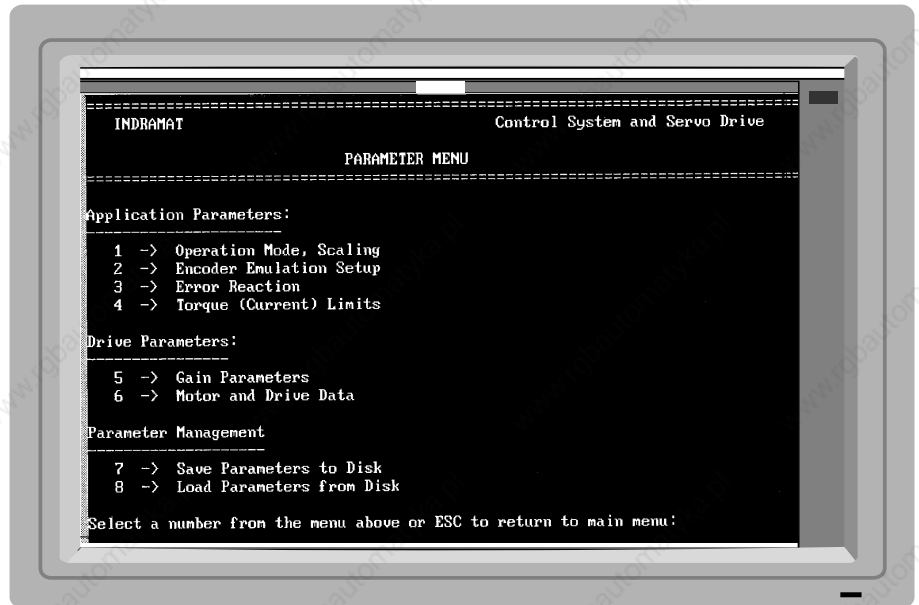 INDRAMAT Control System and Servo Drive
PARAMETER MENU
Application Parameters:
1 -> Operation Mode, Scaling
2 -> Encoder Emulation Setup
3 -> Error Reaction
4 -> Torque (Current) Limits
Drive Parameters:
5 -> Gain Parameters
6 -> Motor and Drive Data
Parameter Management
7 -> Save Parameters to Disk
8 -> Load Parameters from Disk
Select a number from the menu above or ESC to return to main menu: